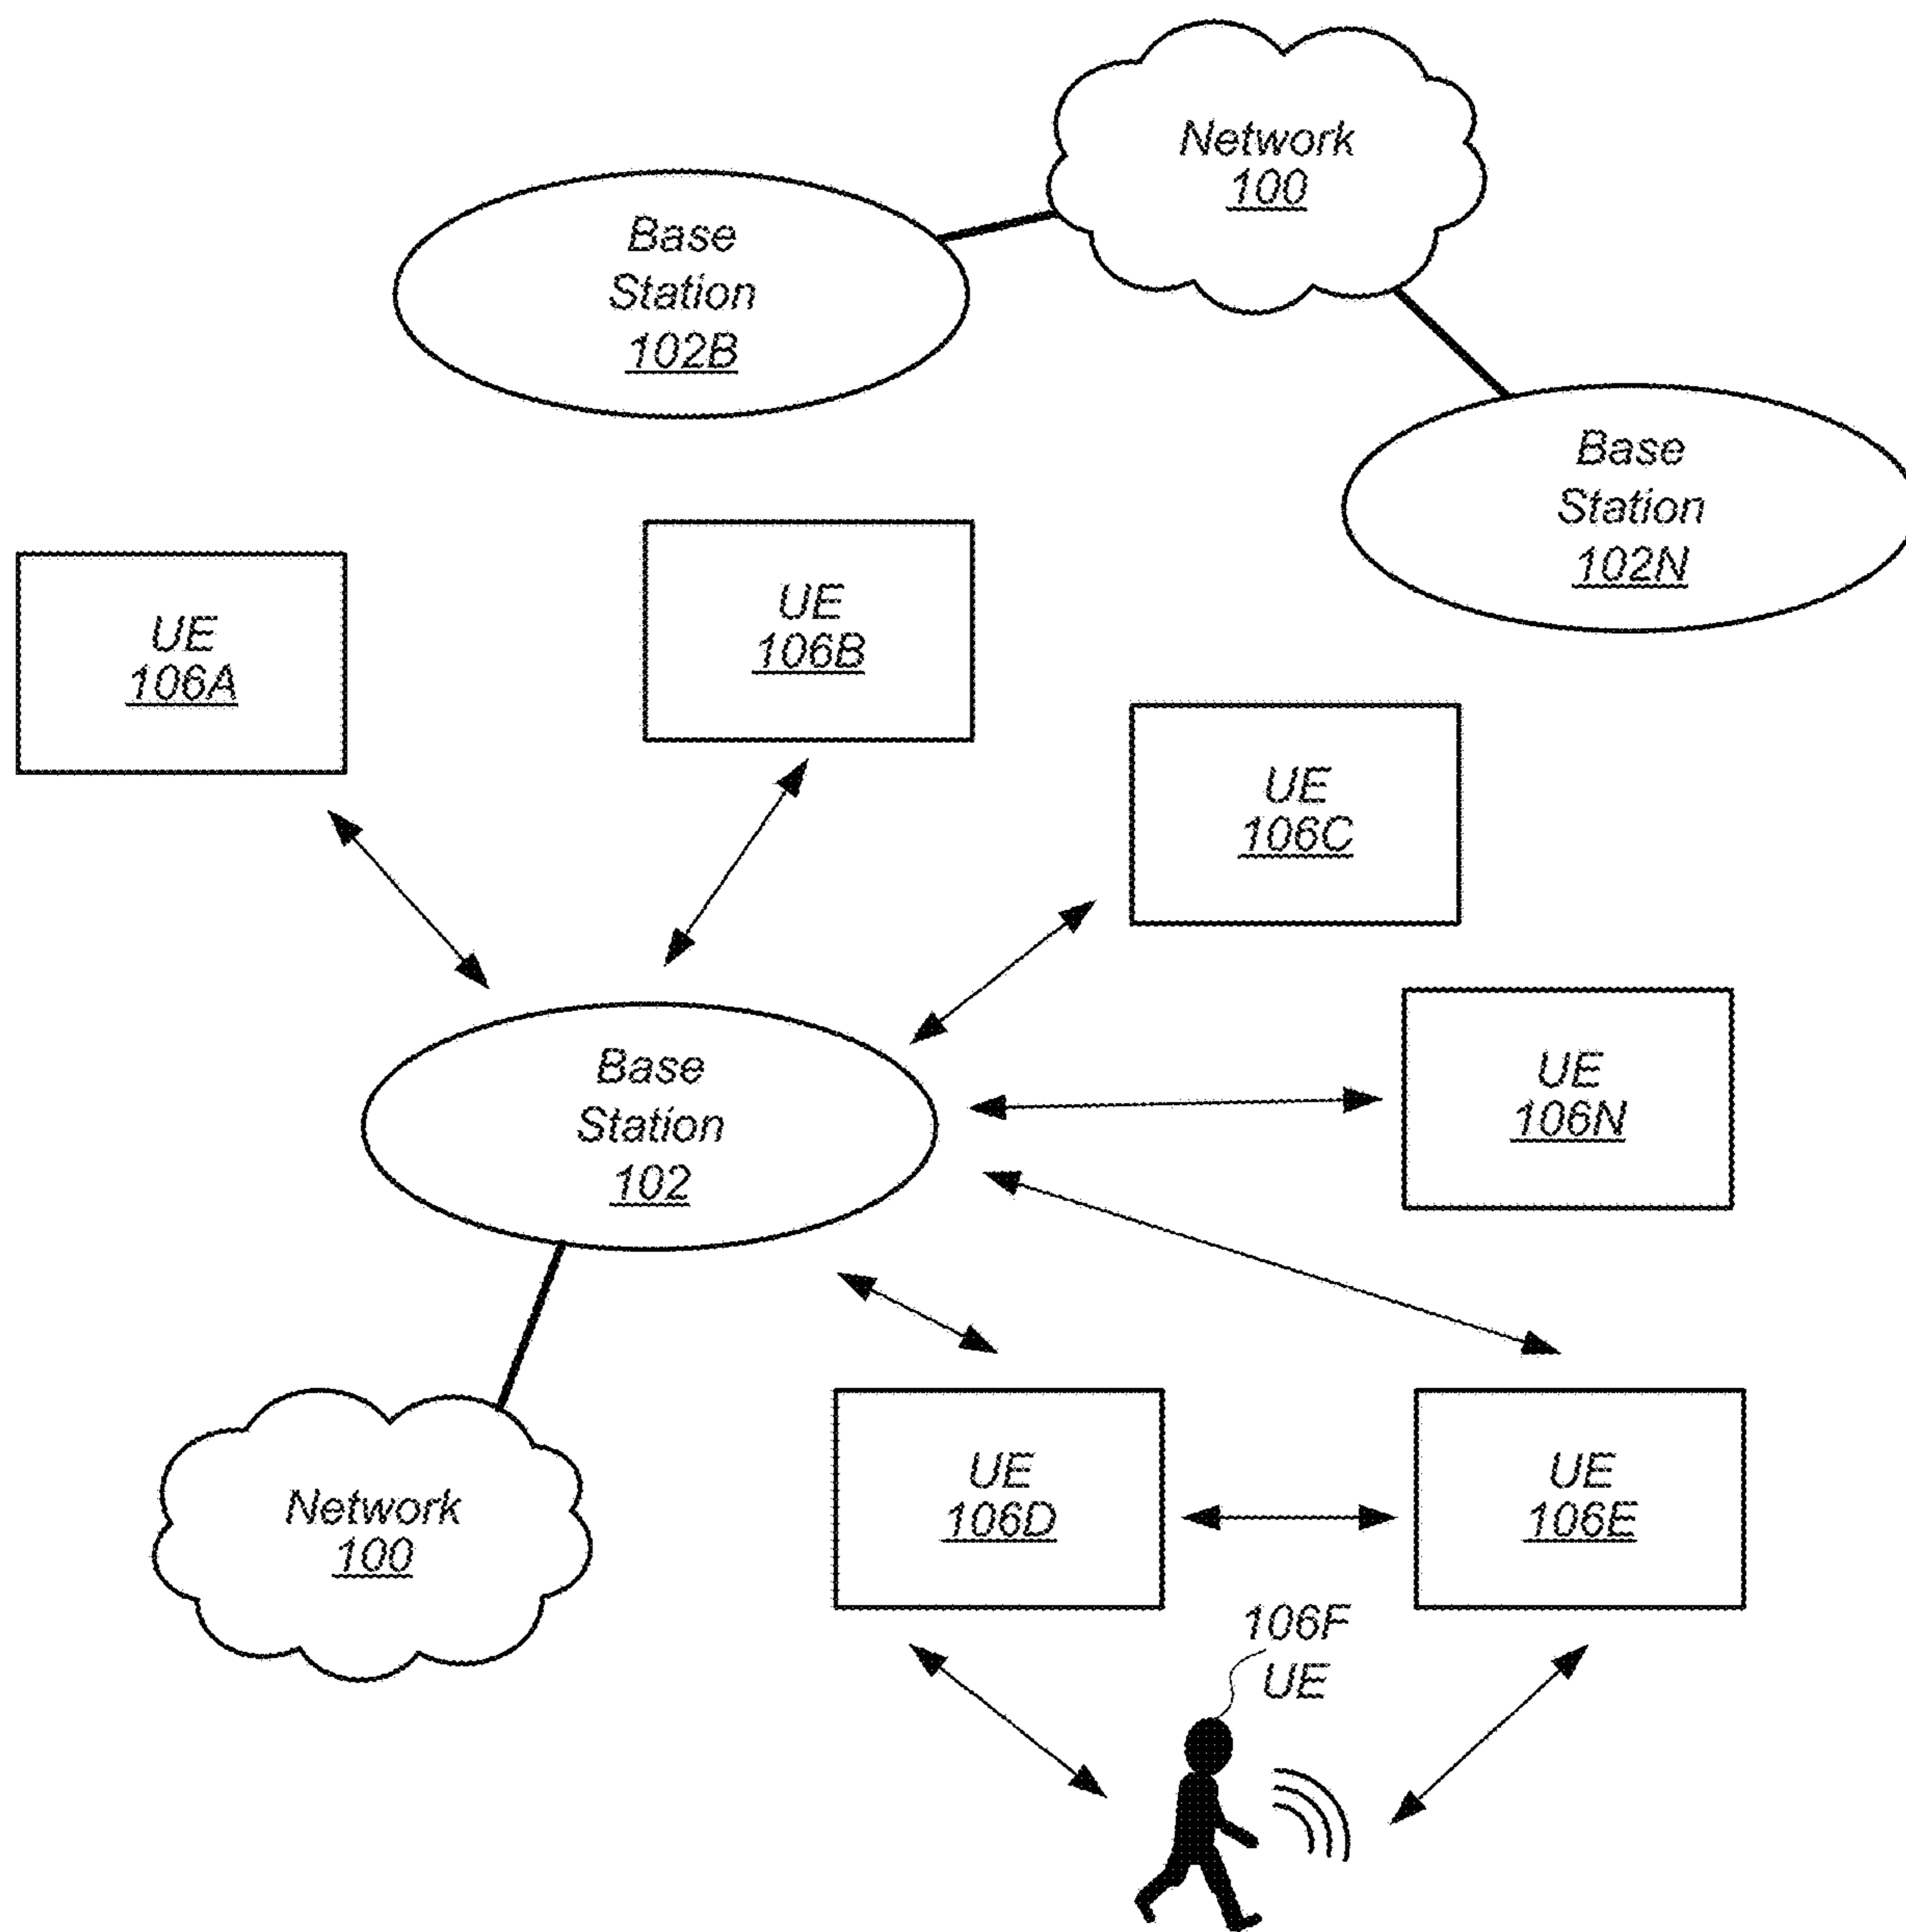 Network
100
Base
Station
102B
Base
Station
102N
UE
106A
UE
106B
UE
106C
Base
Station
102
UE
106N
Network
100
UE
106D
UE
106E
106F
UE